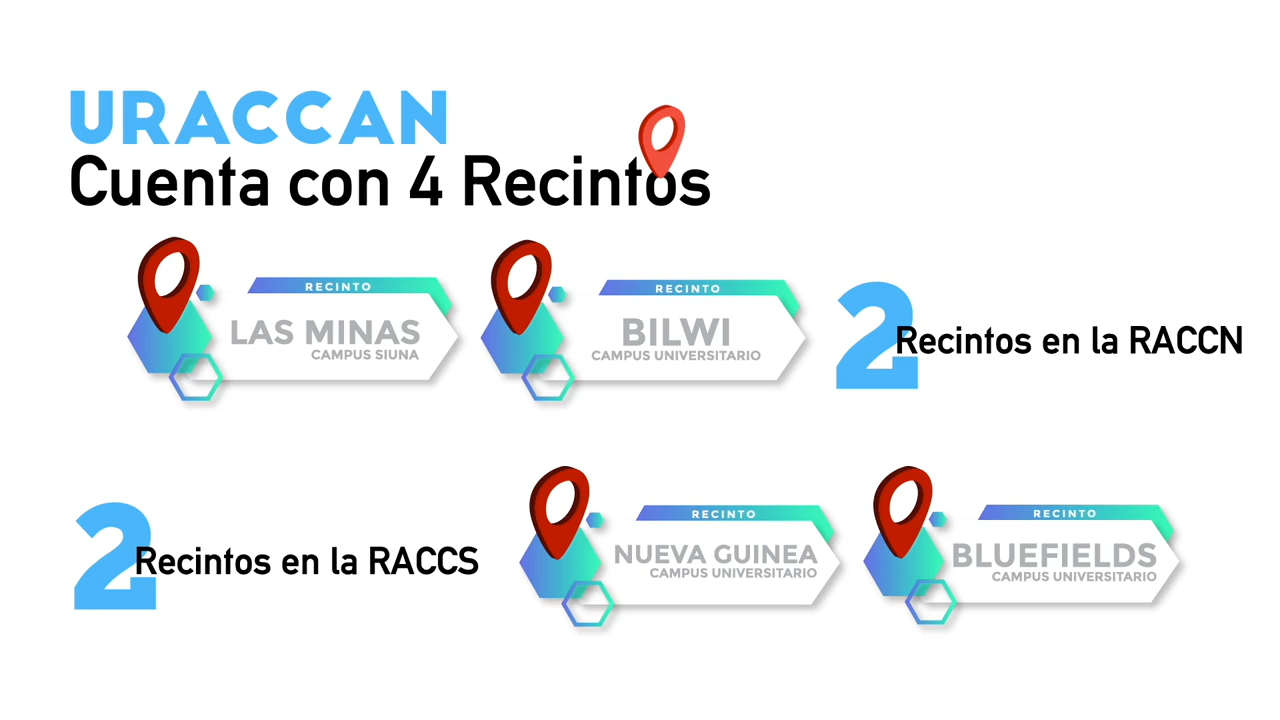 URACCAN
Cuenta con 4 Recintos
RECINTO
LAS MINAS
CAMPUS SIUNA
RECINTO
BILWI
CAMPUS UNIVERSITARIO
2 Recintos en la RACCN
2 Recintos en la RACCS
RECINTO
NUEVA GUINEA
CAMPUS UNIVERSITARIO
RECINTO
BLUEFIELDS
CAMPUS UNIVERSITARIO